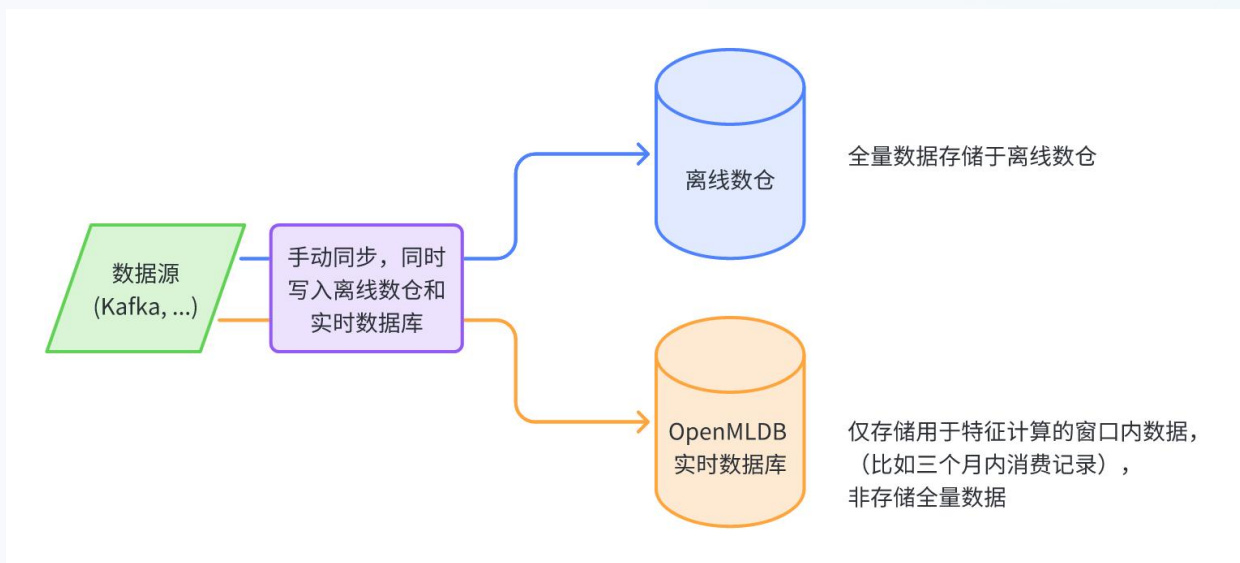 数据源
(Kafka, ...)
手动同步，同时
写入离线数仓和
实时数据库
离线数仓
全量数据存储于离线数仓
OpenMLDB
实时数据库
仅存储用于特征计算的窗口内数据，
（比如三个月内消费记录），
非存储全量数据